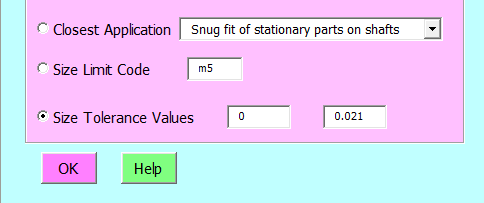 Closest Application Snug fit of stationary parts on shafts
Size Limit Code m5
Size Tolerance Values 0 0.021
OK Help